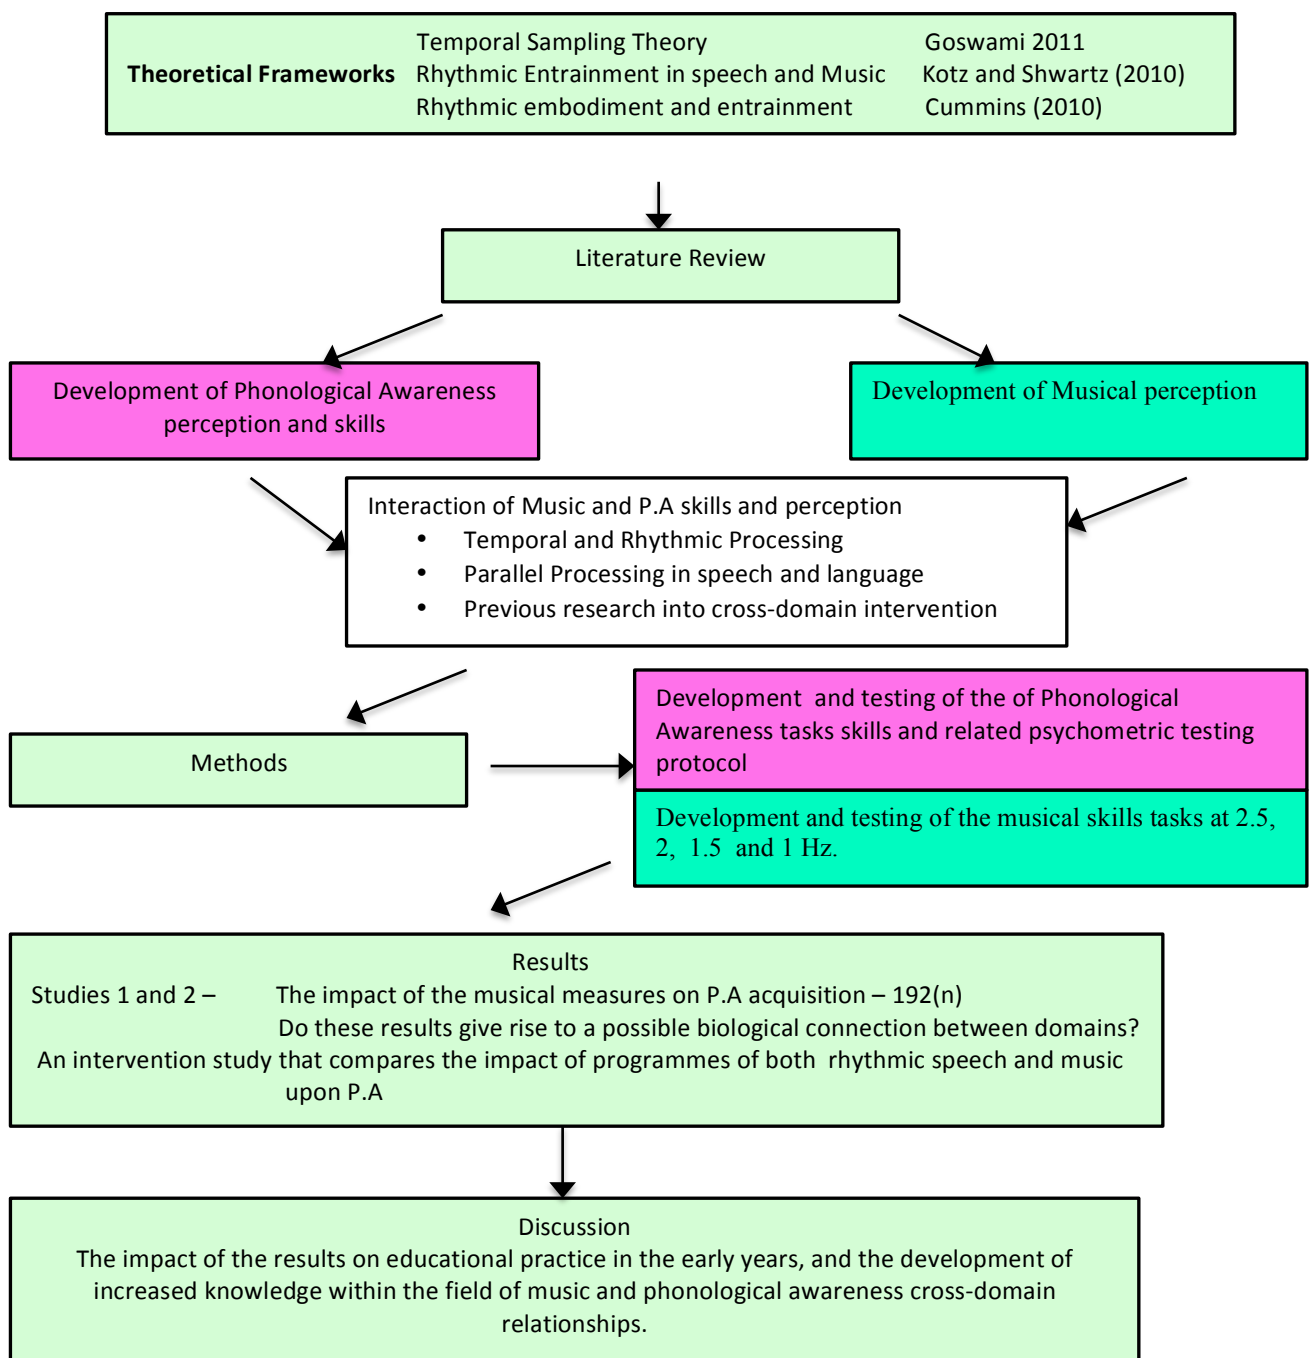 Temporal Sampling Theory Goswami 2011
Theoretical Frameworks Rhythmic Entrainment in speech and Music Kotz and Shwartz (2010)
Rhythmic embodiment and entrainment Cummins (2010)
Literature Review
Development of Phonological Awareness
perception and skills
Development of Musical perception
Interaction of Music and P.A skills and perception
• Temporal and Rhythmic Processing
• Parallel Processing in speech and language
• Previous research into cross-domain intervention
Methods
Development and testing of the of Phonological
Awareness tasks skills and related psychometric testing
protocol
Development and testing of the musical skills tasks at 2.5,
2, 1.5 and 1 Hz.
Results
Studies 1 and 2 – The impact of the musical measures on P.A acquisition – 192(n)
Do these results give rise to a possible biological connection between domains?
An intervention study that compares the impact of programmes of both rhythmic speech and music
upon P.A
Discussion
The impact of the results on educational practice in the early years, and the development of
increased knowledge within the field of music and phonological awareness cross-domain
relationships.